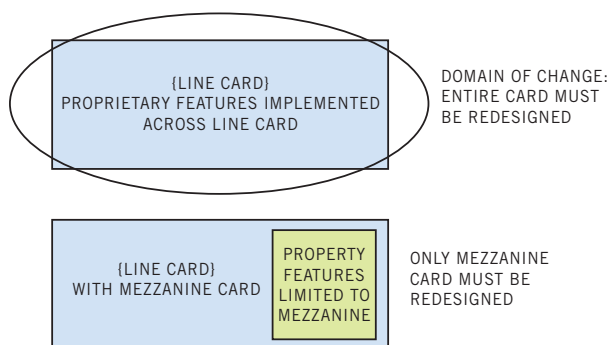 {LINE CARD}
PROPRIETARY FEATURES IMPLEMENTED
ACROSS LINE CARD
DOMAIN OF CHANGE:
ENTIRE CARD MUST
BE REDESIGNED
{LINE CARD}
WITH MEZZANINE CARD
PROPERTY
FEATURES
LIMITED TO
MEZZANINE
ONLY MEZZANINE
CARD MUST BE
REDESIGNED